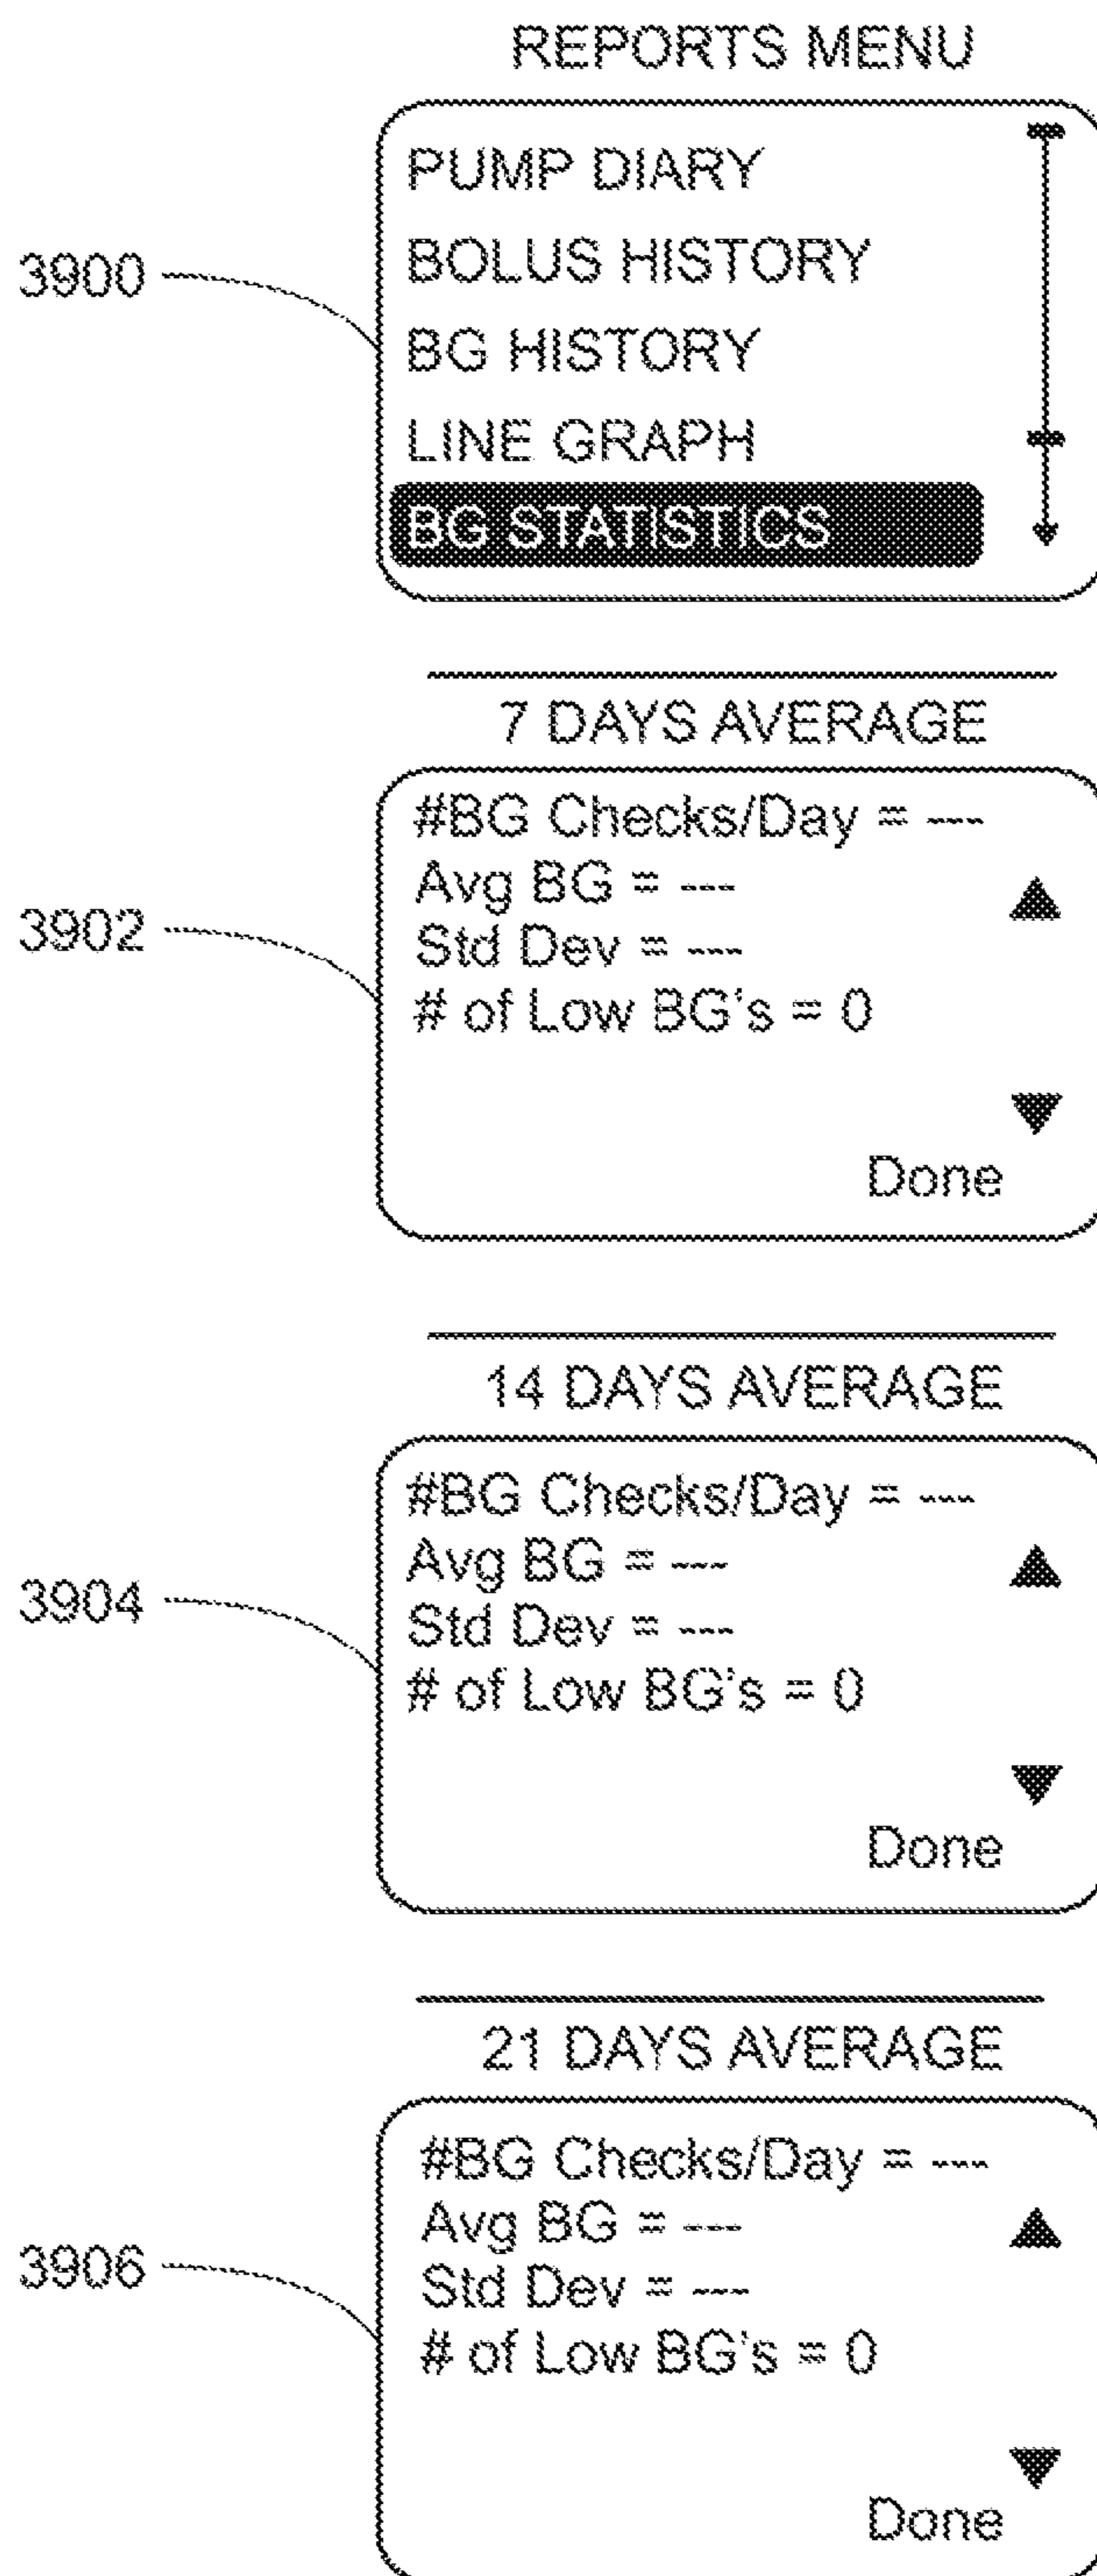 REPORTS MENU
PUMP DIARY
BOLUS HISTORY
3900
BG HISTORY
LINE GRAPH
BG STATISTICS
7 DAYS AVERAGE
#BG Checks/Day = ---
Avg BG = ---
3902
Std Dev = ---
# of Low BG's = 0
Done
14 DAYS AVERAGE
#BG Checks/Day = ---
Avg BG = ---
3904
Std Dev = ---
# of Low BG's = 0
Done
21 DAYS AVERAGE
#BG Checks/Day = ---
Avg BG = ---
3906
Std Dev = ---
# of Low BG's = 0
Done